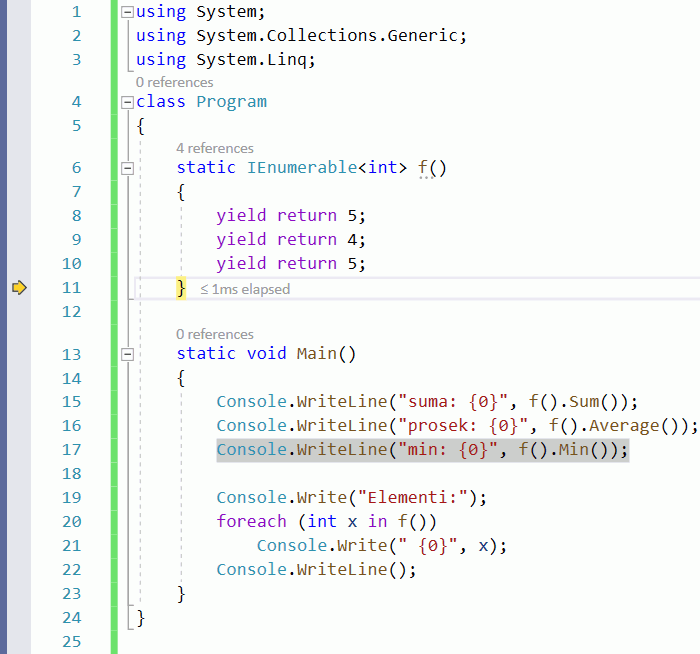 1 using System;
2 using System.Collections.Generic;
3 using System.Linq;
0 references
4 class Program
5 {
4 references
6 static IEnumerable<int> f()
7 {
8 yield return 5;
9 yield return 4;
10 yield return 5;
11 } ≤ 1ms elapsed
12
0 references
13 static void Main()
14 {
15 Console.WriteLine("suma: {0}", f().Sum());
16 Console.WriteLine("prosek: {0}", f().Average());
17 Console.WriteLine("min: {0}", f().Min());
18
19 Console.Write("Elementi:");
20 foreach (int x in f())
21 Console.Write(" {0}", x);
22 Console.WriteLine();
23 }
24 }
25